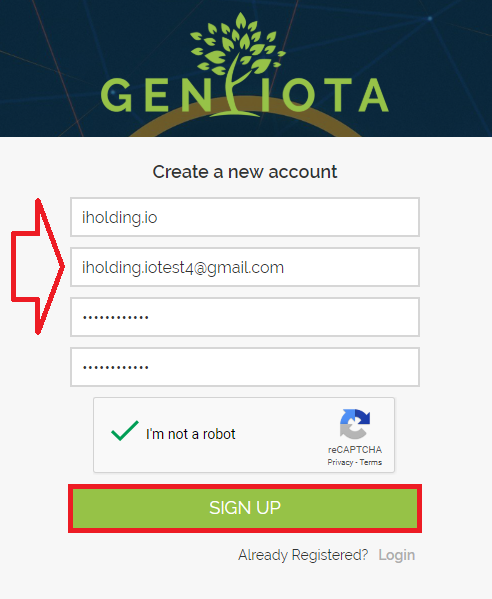 GEN IOTA
Create a new account
iholding.io
iholding.iotest4@gmail.com
••••••••••••
••••••••••••
I'm not a robot
reCAPTCHA
Privacy - Terms
SIGN UP
Already Registered? Login